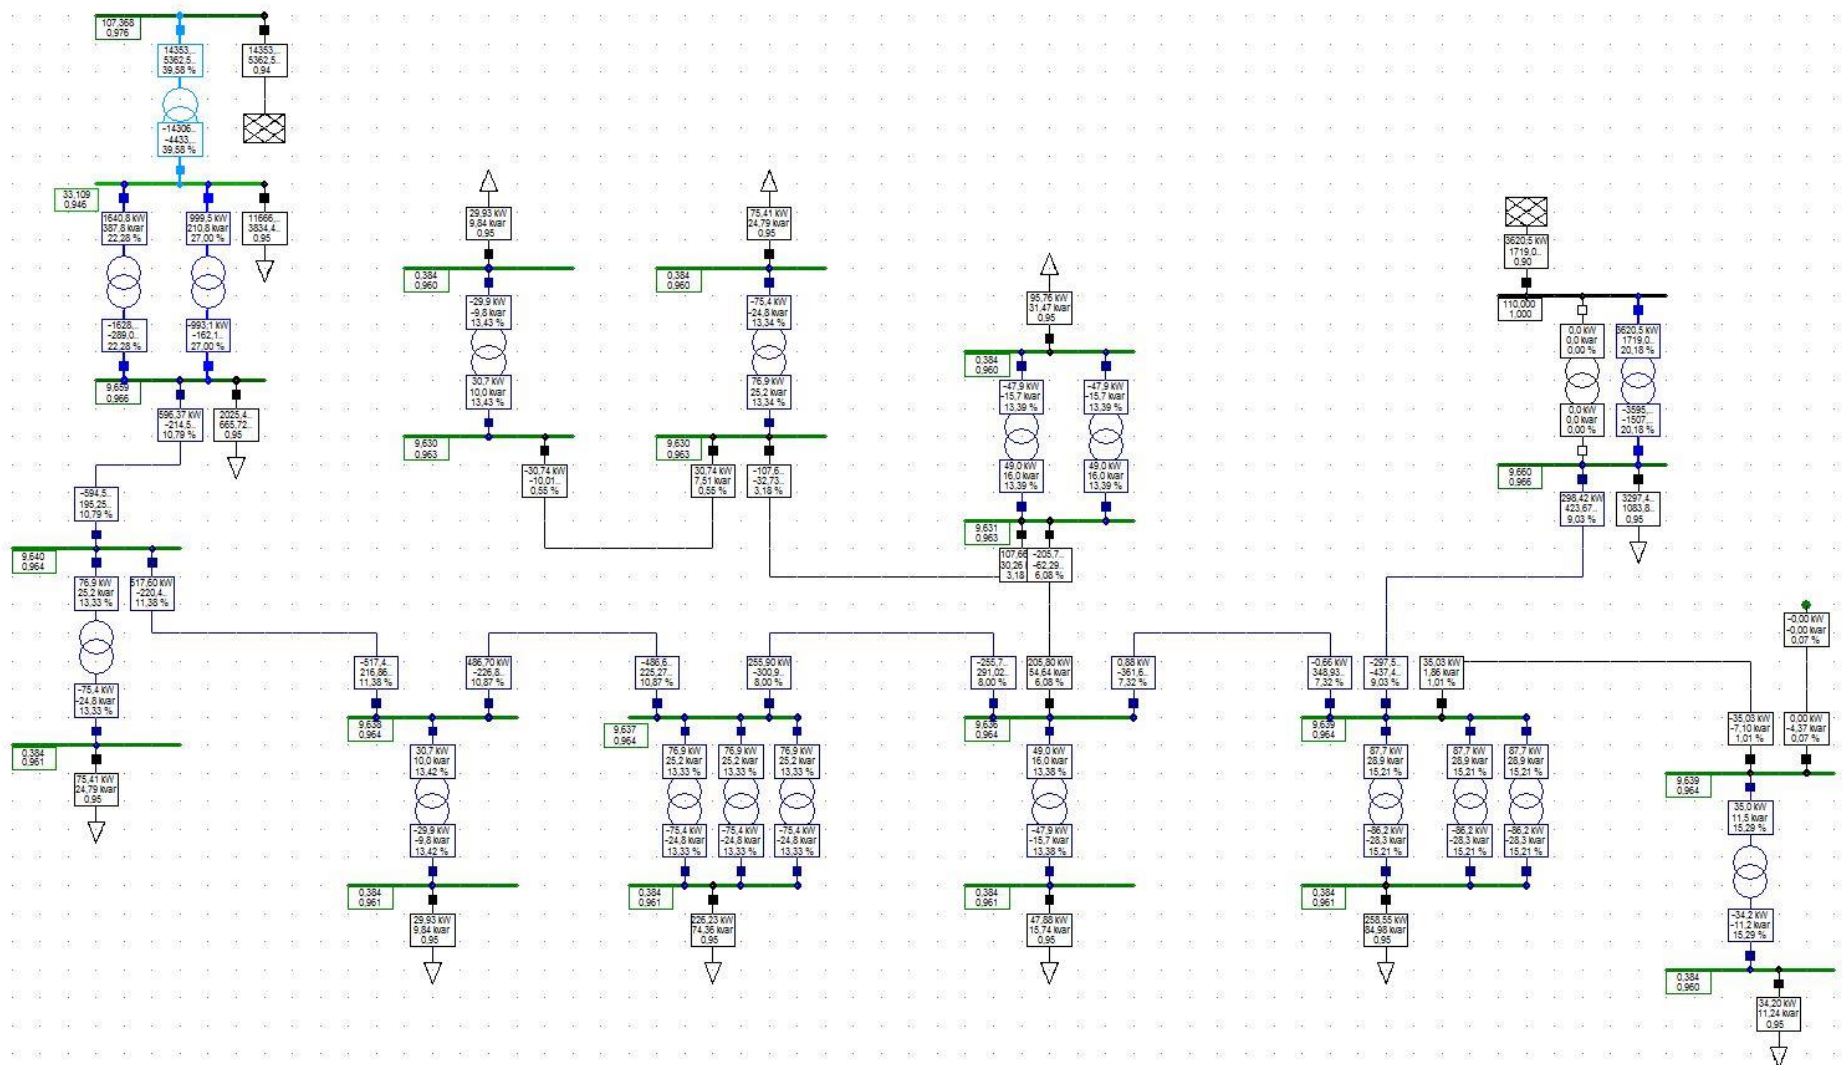 107,368
0,976
14353,...
5362,5..
39,58 %
14353,...
5362,5..
0,94
-14306..
-4433,..
39,58 %
33,109
0,946
1640,8 kW
387,8 kvar
22,28 %
999,5 kW
210,8 kvar
27,00 %
11666,..
3834,4..
0,95
-1628,..
-289,0..
22,28 %
-993,1 kW
-162,1..
27,00 %
9,659
0,966
596,37 kW
-214,5..
10,79 %
2025,4..
665,72..
0,95
-594,5..
195,25..
10,79 %
9,640
0,964
76,9 kW
25,2 kvar
13,33 %
517,60 kW
-220,4..
11,38 %
-75,4 kW
-24,8 kvar
13,33 %
0,384
0,961
75,41 kW
24,79 kvar
0,95
29,93 kW
9,84 kvar
0,95
0,384
0,960
-29,9 kW
-9,8 kvar
13,43 %
30,7 kW
10,0 kvar
13,43 %
9,630
0,963
-30,74 kW
-10,01..
0,55 %
75,41 kW
24,79 kvar
0,95
0,384
0,960
-75,4 kW
-24,8 kvar
13,34 %
76,9 kW
25,2 kvar
13,34 %
9,630
0,963
30,74 kW
7,51 kvar
0,55 %
-107,6..
-32,73..
3,18 %
95,76 kW
31,47 kvar
0,95
0,384
0,960
-47,9 kW
-15,7 kvar
13,39 %
-47,9 kW
-15,7 kvar
13,39 %
49,0 kW
16,0 kvar
13,39 %
49,0 kW
16,0 kvar
13,39 %
9,631
0,963
107,66
30,26
3,18
-205,7..
-62,29..
6,08 %
3620,5 kW
1719,0..
0,90
110,000
1,000
0,0 kW
0,0 kvar
0,00 %
3620,5 kW
1719,0..
20,18 %
0,0 kW
0,0 kvar
0,00 %
-3595,..
-1507,..
20,18 %
9,660
0,966
298,42 kW
423,67..
9,03 %
3297,4..
1083,8..
0,95
-517,4..
216,86..
11,38 %
486,70 kW
-226,8..
10,87 %
9,638
0,964
30,7 kW
10,0 kvar
13,42 %
-29,9 kW
-9,8 kvar
13,42 %
0,384
0,961
29,93 kW
9,84 kvar
0,95
-486,6..
225,27..
10,87 %
255,90 kW
-300,9..
8,00 %
9,637
0,964
76,9 kW
25,2 kvar
13,33 %
76,9 kW
25,2 kvar
13,33 %
76,9 kW
25,2 kvar
13,33 %
-75,4 kW
-24,8 kvar
13,33 %
-75,4 kW
-24,8 kvar
13,33 %
-75,4 kW
-24,8 kvar
13,33 %
0,384
0,961
226,23 kW
74,36 kvar
0,95
-255,7..
291,02..
8,00 %
205,80 kW
54,64 kvar
6,08 %
0,88 kW
-361,6..
7,32 %
9,636
0,964
49,0 kW
16,0 kvar
13,38 %
-47,9 kW
-15,7 kvar
13,38 %
0,384
0,961
47,88 kW
15,74 kvar
0,95
-0,66 kW
348,93..
7,32 %
-297,5..
-437,4..
9,03 %
35,03 kW
1,86 kvar
1,01 %
9,639
0,964
87,7 kW
28,9 kvar
15,21 %
87,7 kW
28,9 kvar
15,21 %
87,7 kW
28,9 kvar
15,21 %
-86,2 kW
-28,3 kvar
15,21 %
-86,2 kW
-28,3 kvar
15,21 %
-86,2 kW
-28,3 kvar
15,21 %
0,384
0,961
258,55 kW
84,98 kvar
0,95
-0,00 kW
-0,00 kvar
0,07 %
-35,03 kW
-7,10 kvar
1,01 %
0,00 kW
-4,37 kvar
0,07 %
9,639
0,964
35,0 kW
11,5 kvar
15,29 %
-34,2 kW
-11,2 kvar
15,29 %
0,384
0,960
34,20 kW
11,24 kvar
0,95